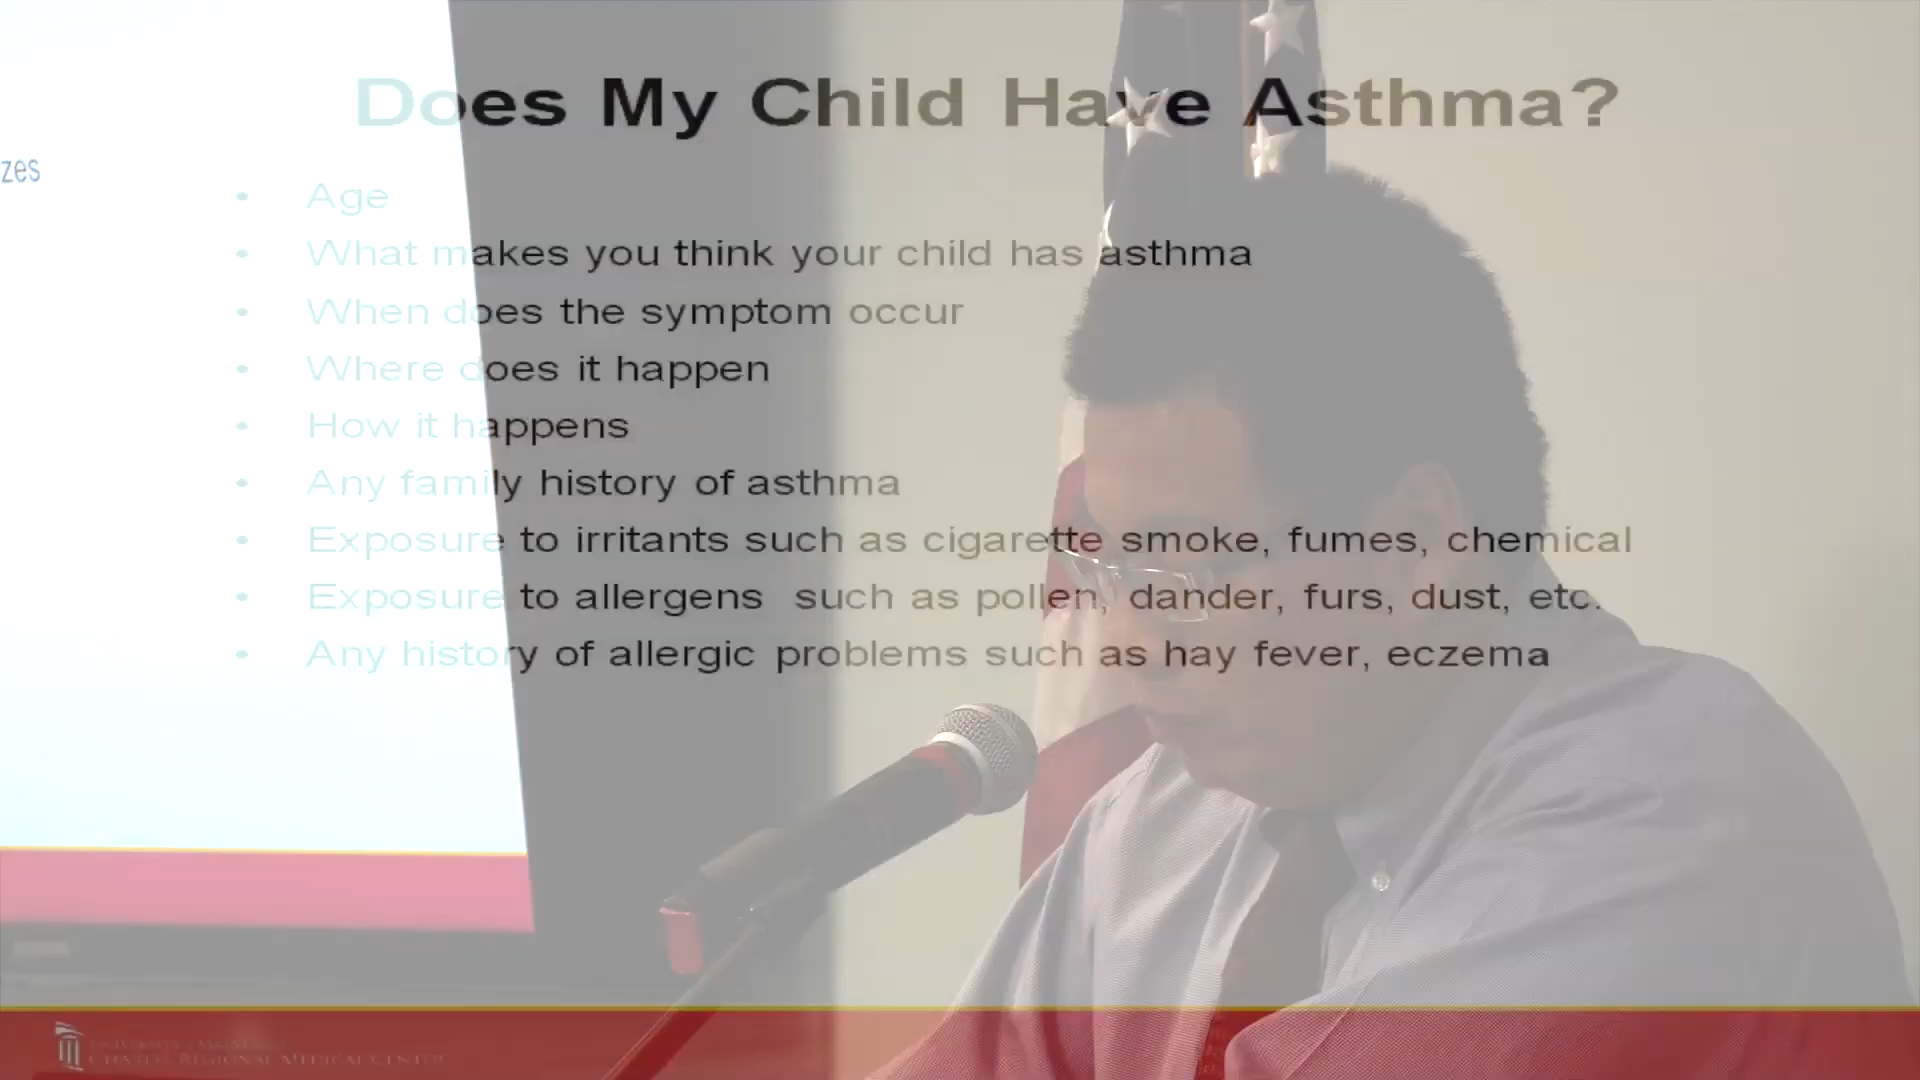 Does My Child Have Asthma?
zes
• Age
• What makes you think your child has asthma
• When does the symptom occur
• Where does it happen
• How it happens
• Any family history of asthma
• Exposure to irritants such as cigarette smoke, fumes, chemical
• Exposure to allergens such as pollen, dander, furs, dust, etc.
• Any history of allergic problems such as hay fever, eczema
Regional Medical Center